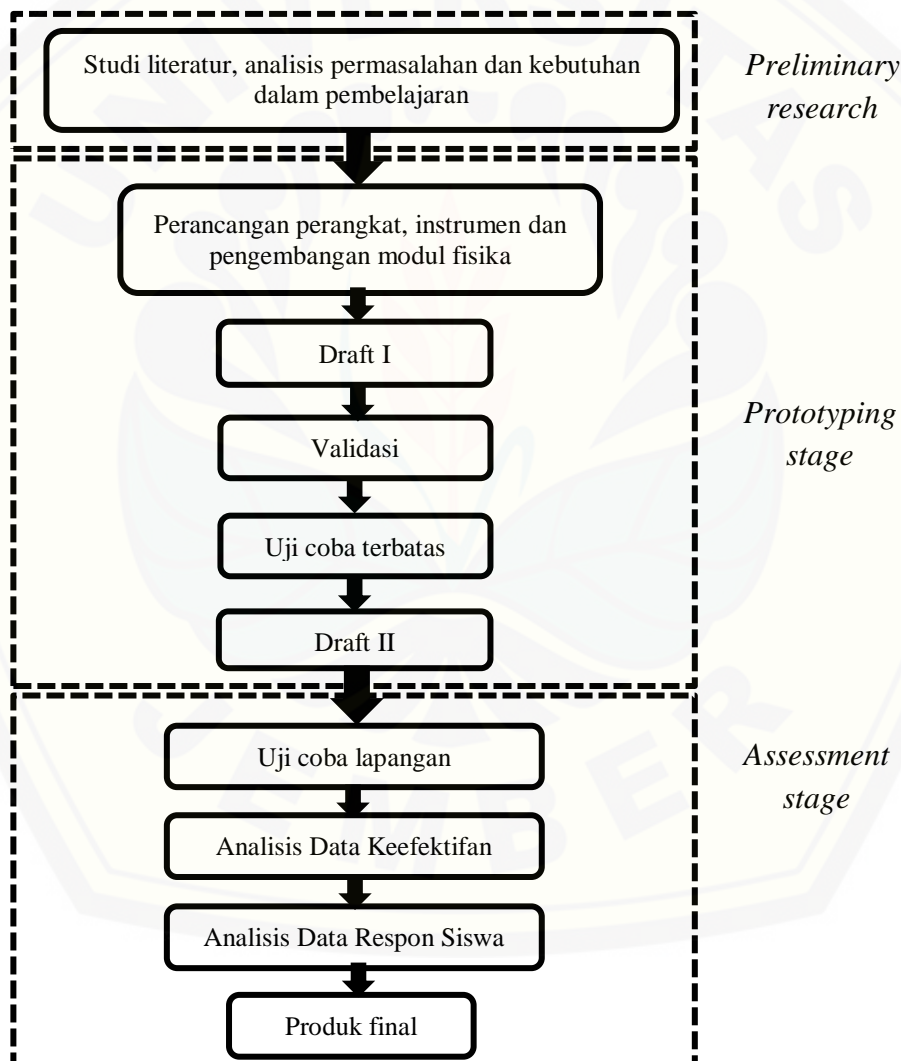 Studi literatur, analisis permasalahan dan kebutuhan
dalam pembelajaran
Preliminary
research
Perancangan perangkat, instrumen dan
pengembangan modul fisika
Draft I
Validasi
Uji coba terbatas
Draft II
Prototyping
stage
Uji coba lapangan
Analisis Data Keefektifan
Analisis Data Respon Siswa
Produk final
Assessment
stage
UNIVERSITAS
JEMBER